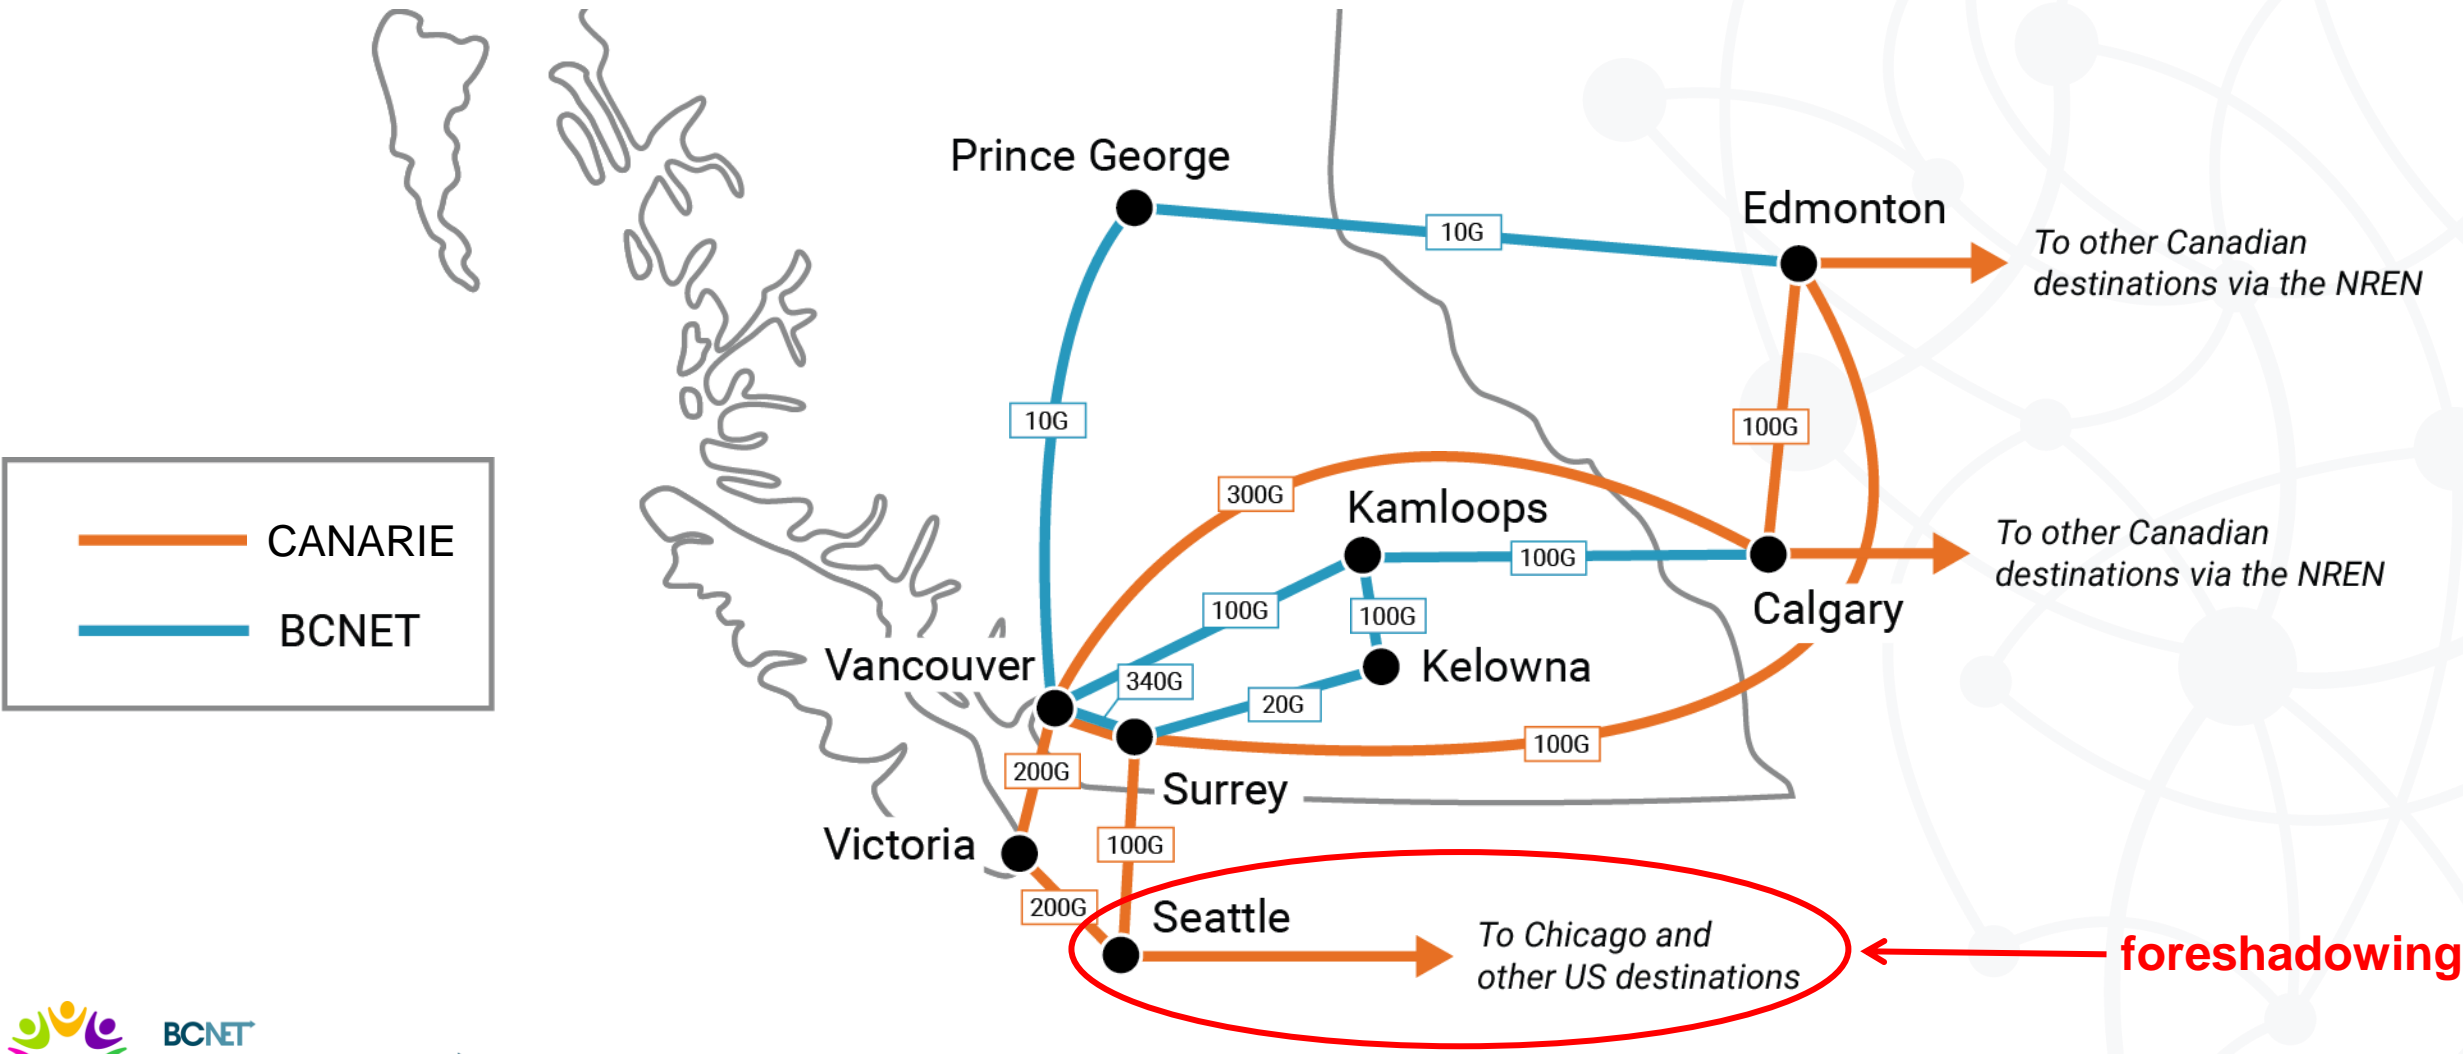 Prince George
Edmonton
10G
To other Canadian
destinations via the NREN
10G
100G
300G
Kamloops
100G
To other Canadian
destinations via the NREN
CANARIE
BCNET
100G
100G
Calgary
Vancouver
340G
Kelowna
20G
100G
200G
Surrey
Victoria
100G
200G
Seattle
To Chicago and
other US destinations
foreshadowing
BCNET